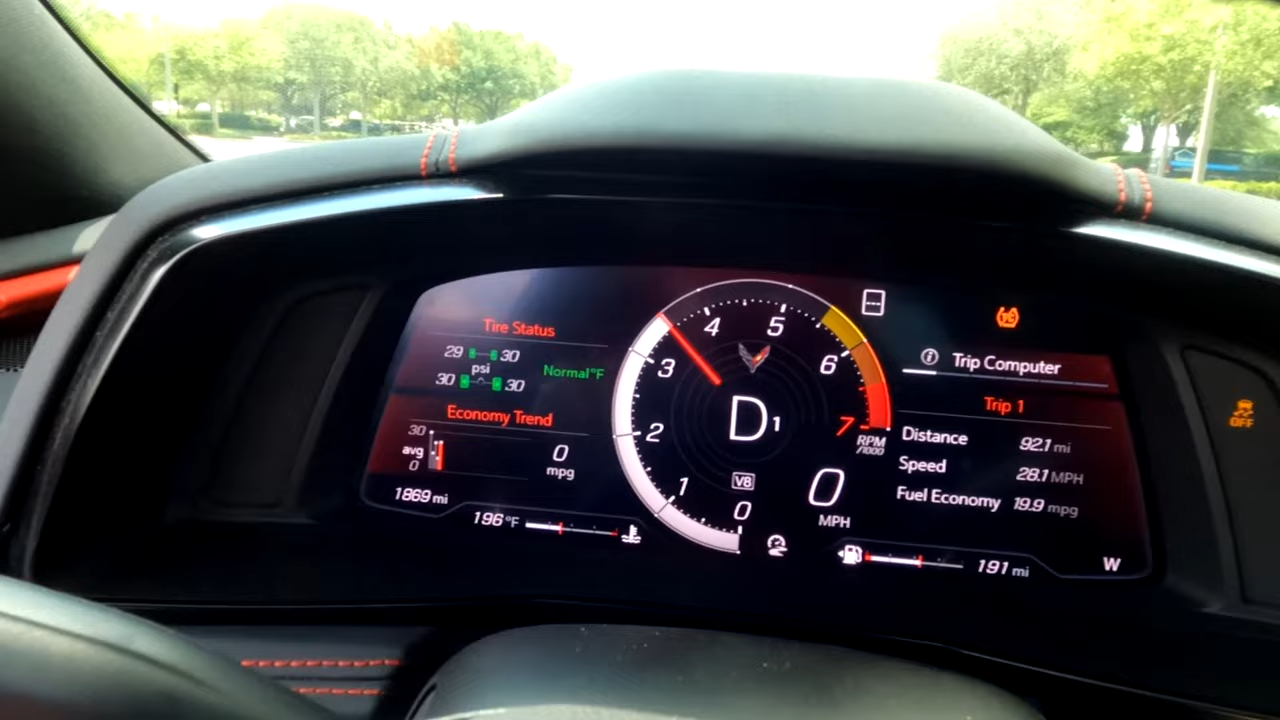 Tire Status
29 30
psi
30 30
Normal°F
Economy Trend
30
avg
0
0
mpg
1869 mi
196 °F
0
1
2
3
4
5
6
7
RPM
/1000
D1
V8
0
MPH
Trip Computer
Trip 1
Distance 92.1 mi
Speed 28.1 MPH
Fuel Economy 19.9 mpg
191 mi
W
OFF